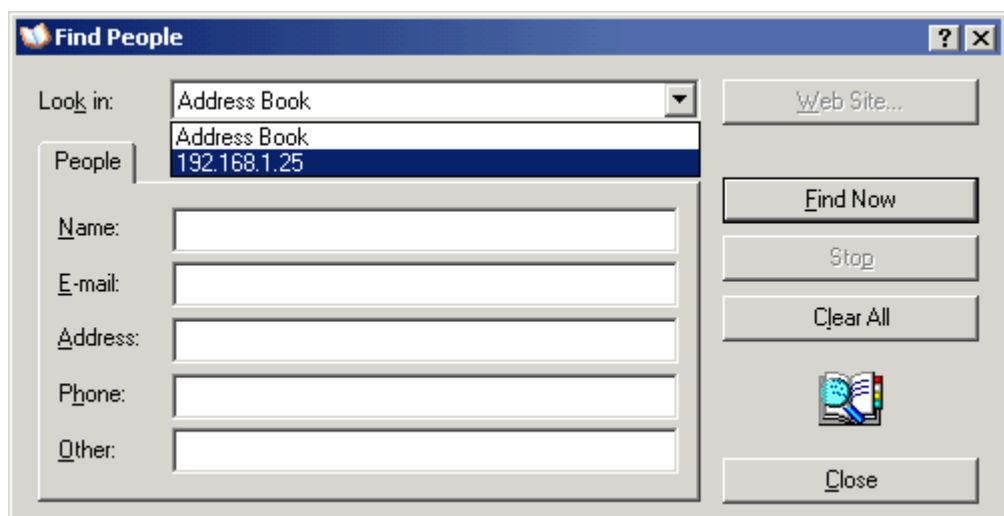 Find People
Look in: Address Book Web Site...
Address Book
192.168.1.25
People
Find Now
Name:
Stop
E-mail:
Clear All
Address:
Phone:
Other:
Close